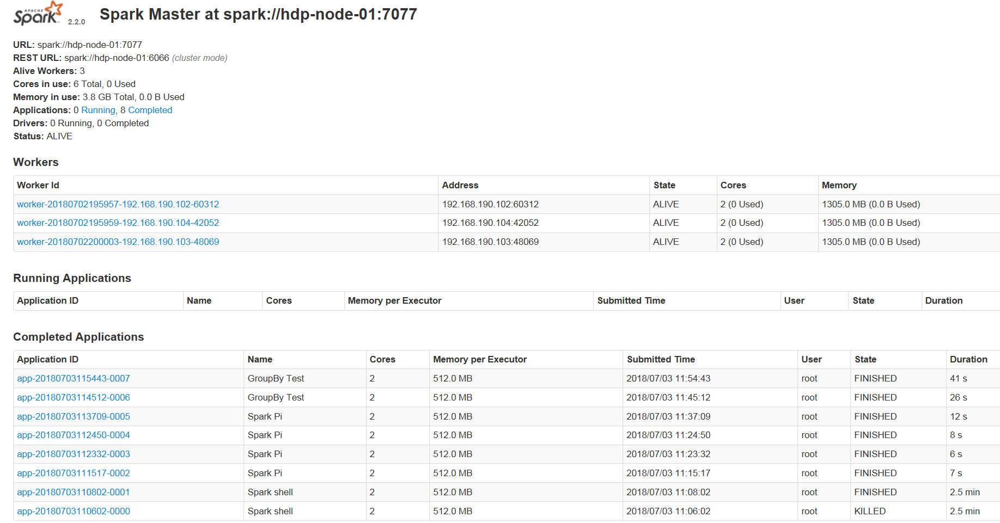 APACHE
Spark 2.2.0 Spark Master at spark://hdp-node-01:7077
URL: spark://hdp-node-01:7077
REST URL: spark://hdp-node-01:6066 (cluster mode)
Alive Workers: 3
Cores in use: 6 Total, 0 Used
Memory in use: 3.8 GB Total, 0.0 B Used
Applications: 0 Running, 8 Completed
Drivers: 0 Running, 0 Completed
Status: ALIVE
Workers
Worker Id Address State Cores Memory
worker-20180702195957-192.168.190.102-60312 192.168.190.102:60312 ALIVE 2 (0 Used) 1305.0 MB (0.0 B Used)
worker-20180702195959-192.168.190.104-42052 192.168.190.104:42052 ALIVE 2 (0 Used) 1305.0 MB (0.0 B Used)
worker-20180702200003-192.168.190.103-48069 192.168.190.103:48069 ALIVE 2 (0 Used) 1305.0 MB (0.0 B Used)
Running Applications
Application ID Name Cores Memory per Executor Submitted Time User State Duration
Completed Applications
Application ID Name Cores Memory per Executor Submitted Time User State Duration
app-20180703115443-0007 GroupBy Test 2 512.0 MB 2018/07/03 11:54:43 root FINISHED 41 s
app-20180703114512-0006 GroupBy Test 2 512.0 MB 2018/07/03 11:45:12 root FINISHED 26 s
app-20180703113709-0005 Spark Pi 2 512.0 MB 2018/07/03 11:37:09 root FINISHED 12 s
app-20180703112450-0004 Spark Pi 2 512.0 MB 2018/07/03 11:24:50 root FINISHED 8 s
app-20180703112332-0003 Spark Pi 2 512.0 MB 2018/07/03 11:23:32 root FINISHED 6 s
app-20180703111517-0002 Spark Pi 2 512.0 MB 2018/07/03 11:15:17 root FINISHED 7 s
app-20180703110802-0001 Spark shell 2 512.0 MB 2018/07/03 11:08:02 root FINISHED 2.5 min
app-20180703110602-0000 Spark shell 2 512.0 MB 2018/07/03 11:06:02 root KILLED 2.5 min